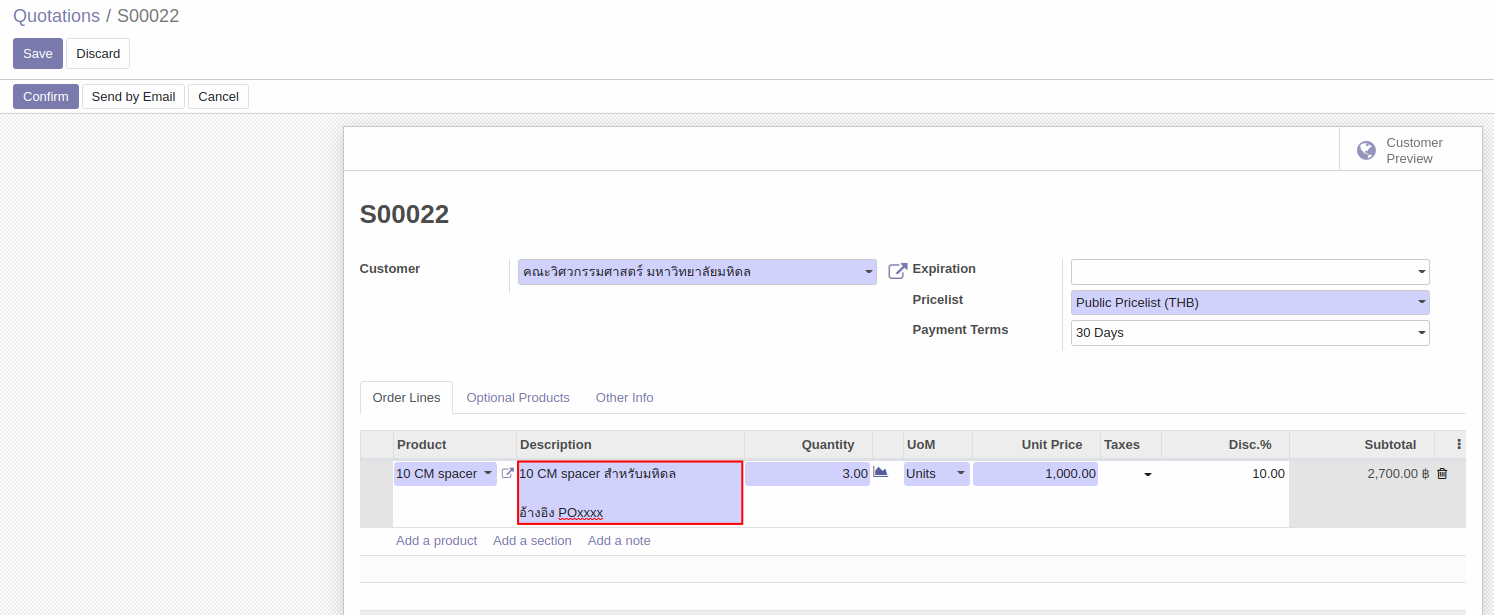 Quotations / S00022
Save Discard
Confirm Send by Email Cancel
Customer
Preview
S00022
Customer คณะวิศวกรรมศาสตร์ มหาวิทยาลัยมหิดล Expiration
Pricelist Public Pricelist (THB)
Payment Terms 30 Days
Order Lines Optional Products Other Info
Product Description Quantity UoM Unit Price Taxes Disc.% Subtotal
10 CM spacer 10 CM spacer สำหรับมหิดล 3.00 Units 1,000.00 10.00 2,700.00 ฿
อ้างอิง POxxxx
Add a product Add a section Add a note